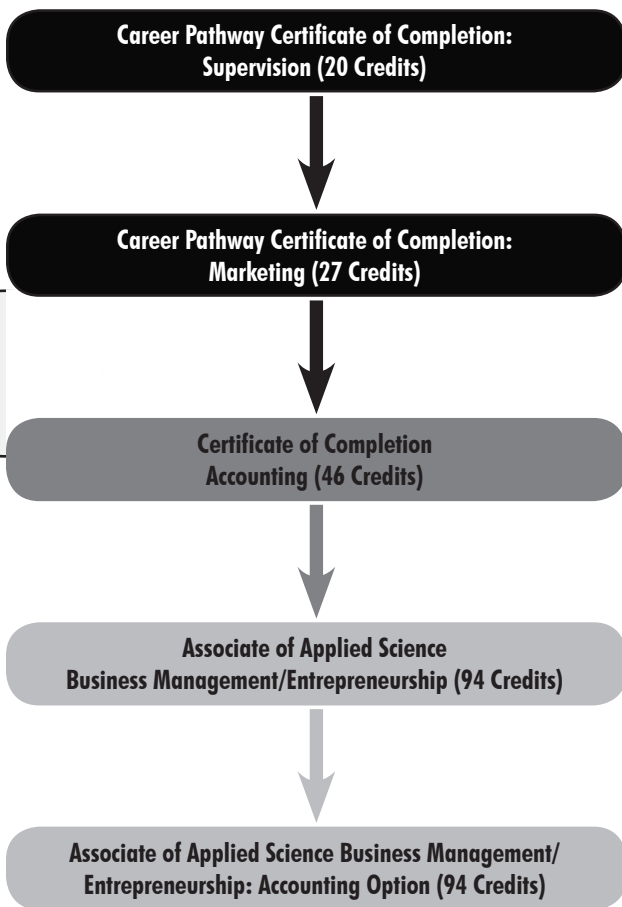 Career Pathway Certificate of Completion:
Supervision (20 Credits)
Career Pathway Certificate of Completion:
Marketing (27 Credits)
Certificate of Completion
Accounting (46 Credits)
Associate of Applied Science
Business Management/Entrepreneurship (94 Credits)
Associate of Applied Science Business Management/
Entrepreneurship: Accounting Option (94 Credits)